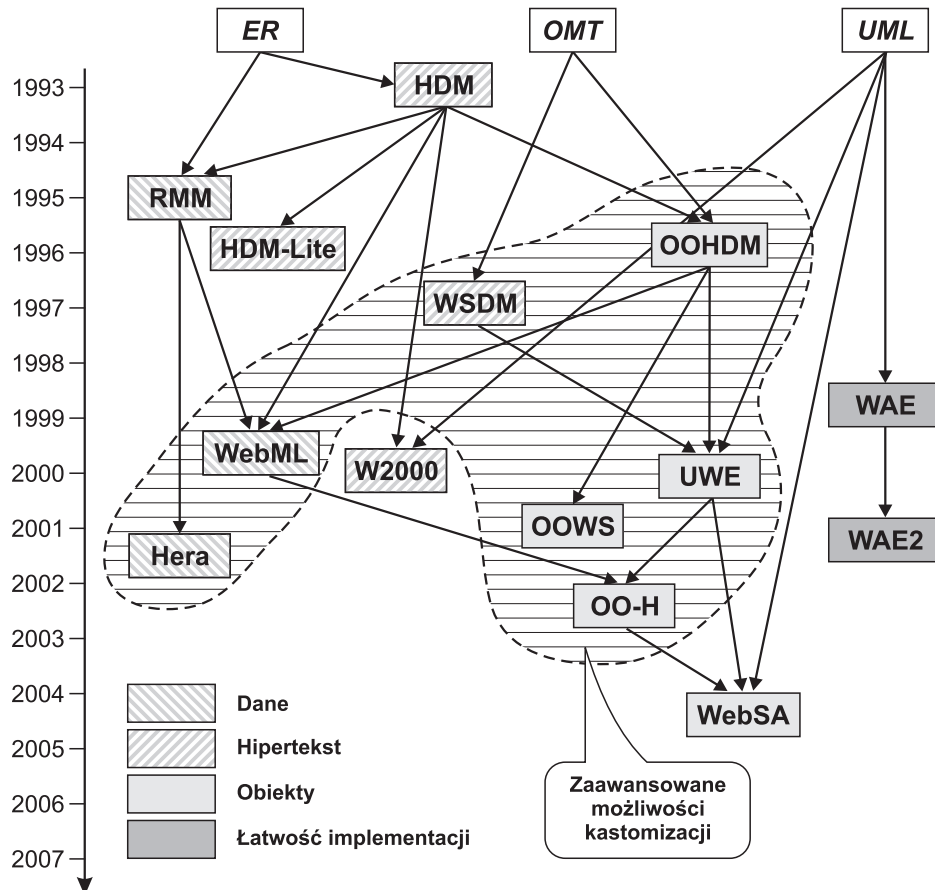 ER
OMT
UML
1993
HDM
1994
RMM
1995
HDM-Lite
OOHDM
1996
WSDM
1997
1998
WAE
1999
WebML
W2000
UWE
2000
OOWS
WAE2
2001
Hera
2002
OO-H
2003
2004
WebSA
Dane
2005
Hipertekst
2006
Obiekty
2007
Łatwość implementacji
Zaawansowane
możliwości
kastomizacji